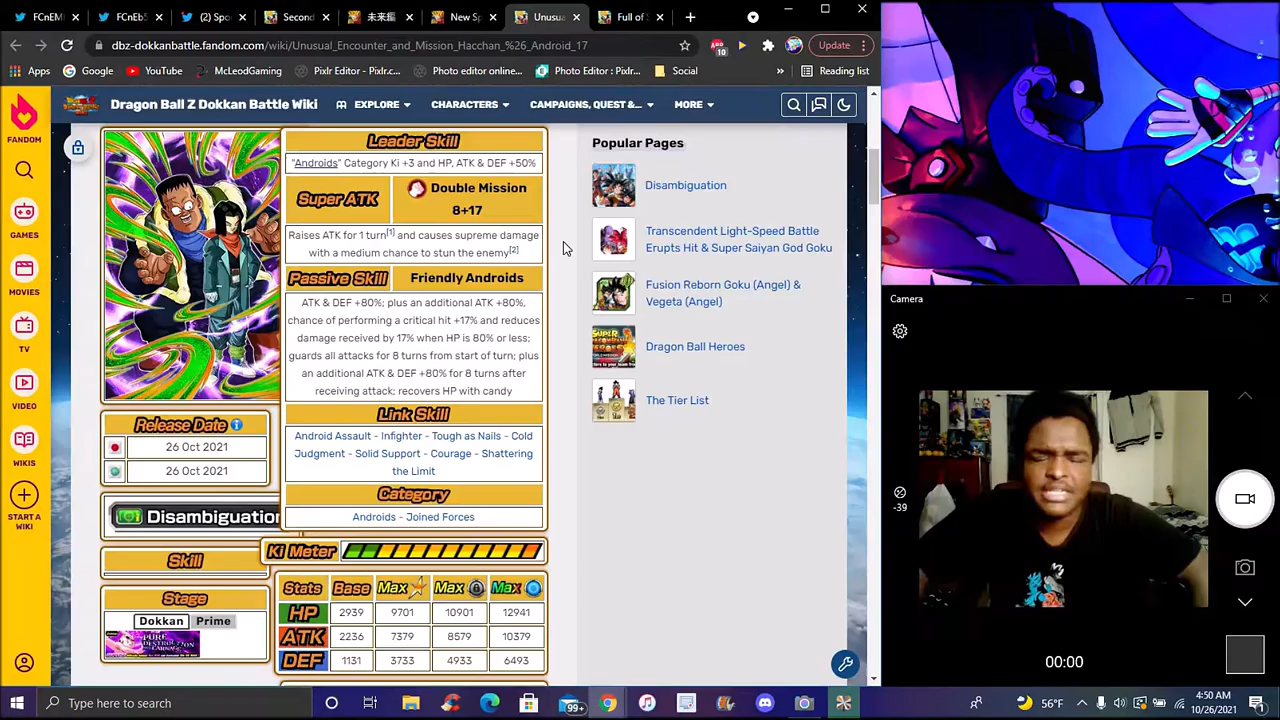 FCnEM
FCnEb5
(2) Spo
Second
未来編
New Sp
Unusua
Full of S
dbz-dokkanbattle.fandom.com/wiki/Unusual_Encounter_and_Mission_Hacchan_%26_Android_17
10
Update
Apps
Google
YouTube
McLeodGaming
Pixlr Editor - Pixlr.c...
Photo editor online...
Photo Editor : Pixlr...
Social
»
Reading list
FANDOM
GAMES
MOVIES
TV
VIDEO
WIKIS
START A
WIKI
Dragon Ball Z Dokkan Battle Wiki
EXPLORE
CHARACTERS
CAMPAIGNS, QUEST &...
MORE
Leader Skill
"Androids" Category Ki +3 and HP, ATK & DEF +50%
Super ATK
Double Mission
8+17
Raises ATK for 1 turn[1] and causes supreme damage
with a medium chance to stun the enemy[2]
Passive Skill
Friendly Androids
ATK & DEF +80%; plus an additional ATK +80%,
chance of performing a critical hit +17% and reduces
damage received by 17% when HP is 80% or less;
guards all attacks for 8 turns from start of turn; plus
an additional ATK & DEF +80% for 8 turns after
receiving attack; recovers HP with candy
Link Skill
Android Assault - Infighter - Tough as Nails - Cold
Judgment - Solid Support - Courage - Shattering
the Limit
Category
Androids - Joined Forces
Ki Meter
Stats
Base
Max
Max
Max
HP
2939
9701
10901
12941
ATK
2236
7379
8579
10379
DEF
1131
3733
4933
6493
Release Date
26 Oct 2021
26 Oct 2021
Disambiguation
Skill
Stage
Dokkan
Prime
Popular Pages
Disambiguation
Transcendent Light-Speed Battle
Erupts Hit & Super Saiyan God Goku
Fusion Reborn Goku (Angel) &
Vegeta (Angel)
Dragon Ball Heroes
The Tier List
Camera
-39
00:00
Type here to search
99+
56°F
4:50 AM
10/26/2021
1